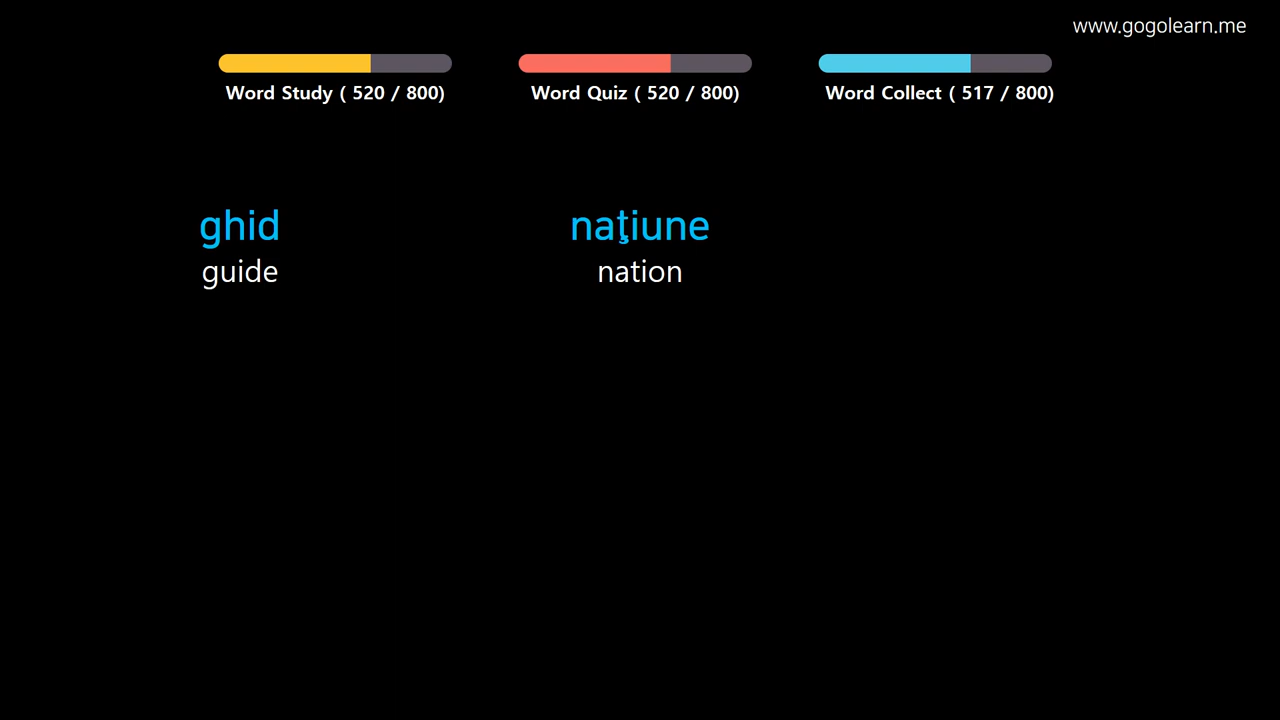 www.gogolearn.me
Word Study ( 520 / 800)
Word Quiz ( 520 / 800)
Word Collect ( 517 / 800)
ghid
guide
naţiune
nation